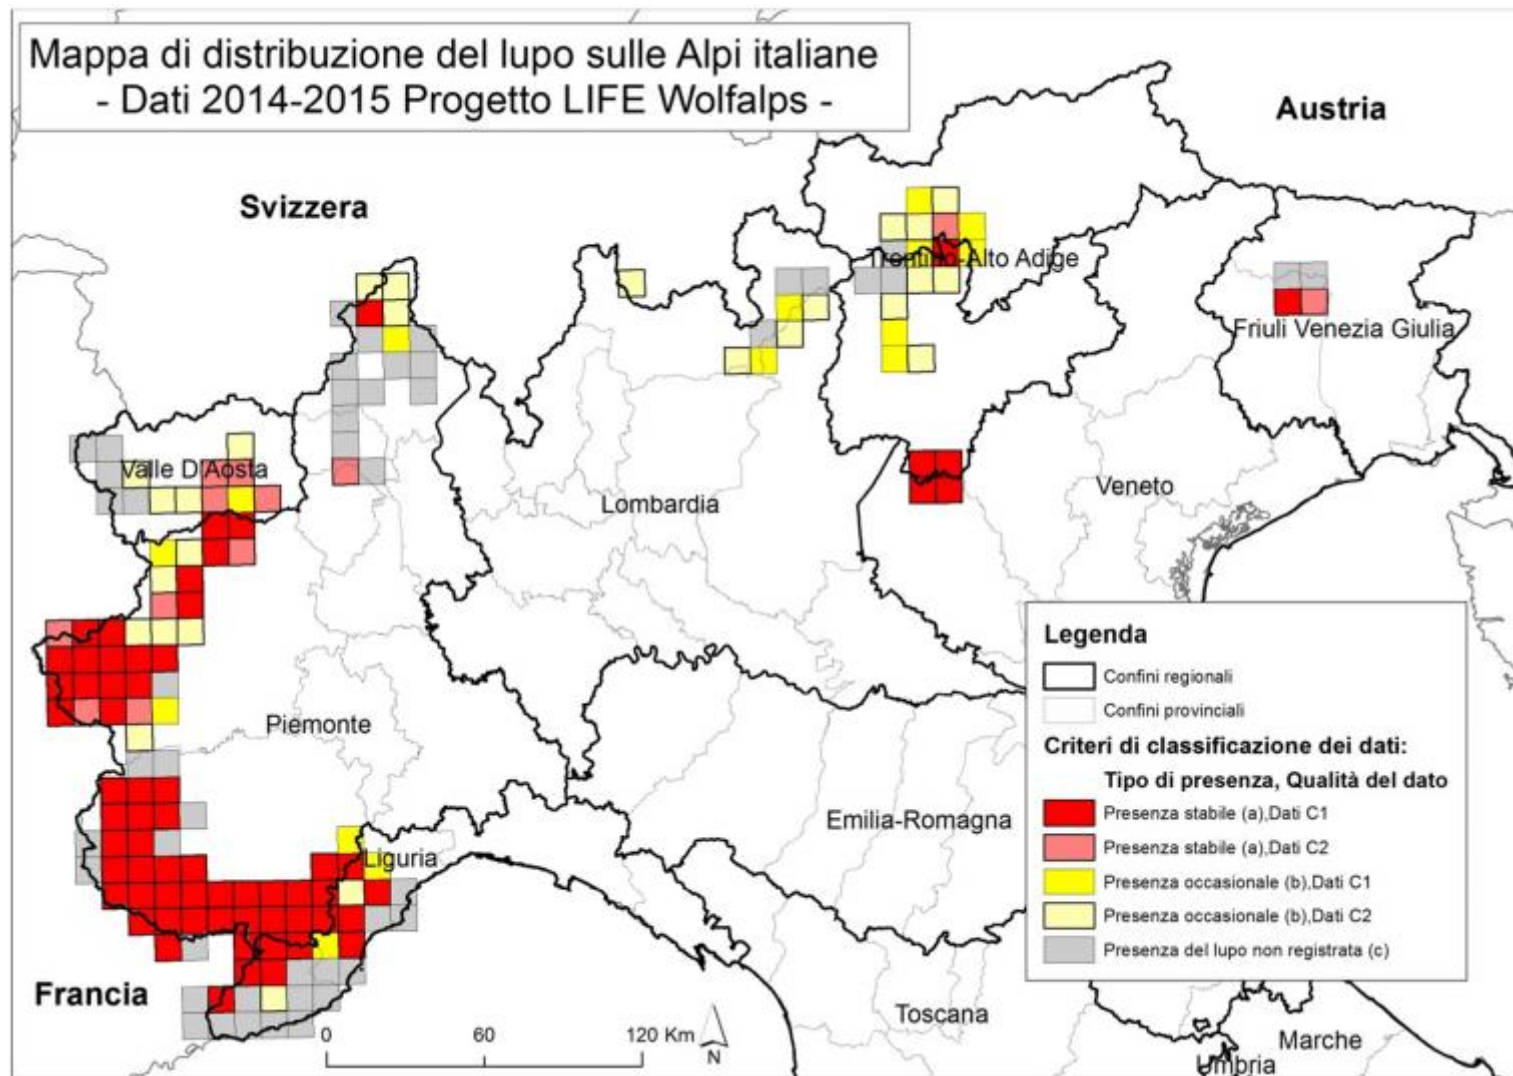 Mappa di distribuzione del lupo sulle Alpi italiane
- Dati 2014-2015 Progetto LIFE Wolfalps -
Austria
Svizzera
Trentino-Alto Adige
Friuli Venezia Giulia
Valle D'Aosta
Lombardia
Veneto
Piemonte
Emilia-Romagna
Liguria
Francia
Toscana
Marche
Umbria
0 60 120 Km
N
Legenda
Confini regionali
Confini provinciali
Criteri di classificazione dei dati:
Tipo di presenza, Qualità del dato
Presenza stabile (a),Dati C1
Presenza stabile (a),Dati C2
Presenza occasionale (b),Dati C1
Presenza occasionale (b),Dati C2
Presenza del lupo non registrata (c)